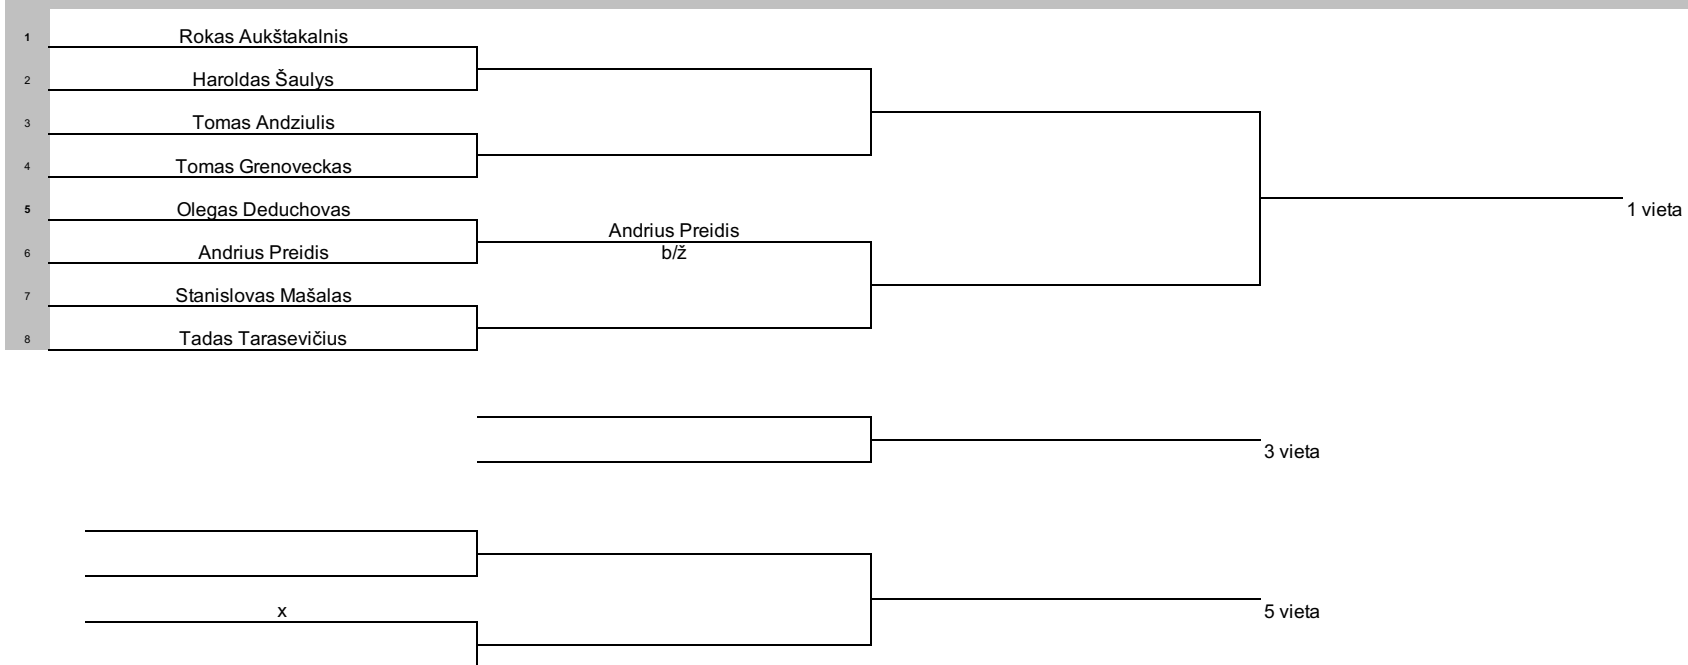 1 Rokas Aukštakalnis
2 Haroldas Šaulys
3 Tomas Andziulis
4 Tomas Grenoveckas
5 Olegas Deduchovas
Andrius Preidis
b/ž
6 Andrius Preidis
7 Stanislovas Mašalas
8 Tadas Tarasevičius
1 vieta
3 vieta
x
5 vieta